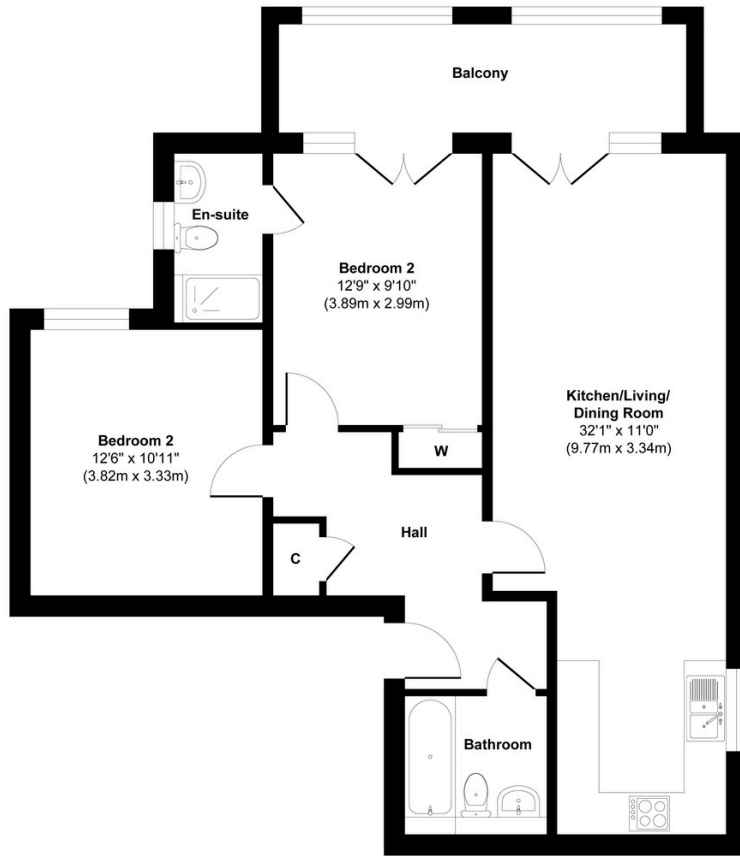 Balcony
En-suite
Bedroom 2
12'9" x 9'10"
(3.89m x 2.99m)
Kitchen/Living/
Dining Room
32'1" x 11'0"
(9.77m x 3.34m)
Bedroom 2
12'6" x 10'11"
(3.82m x 3.33m)
W
Hall
C
Bathroom